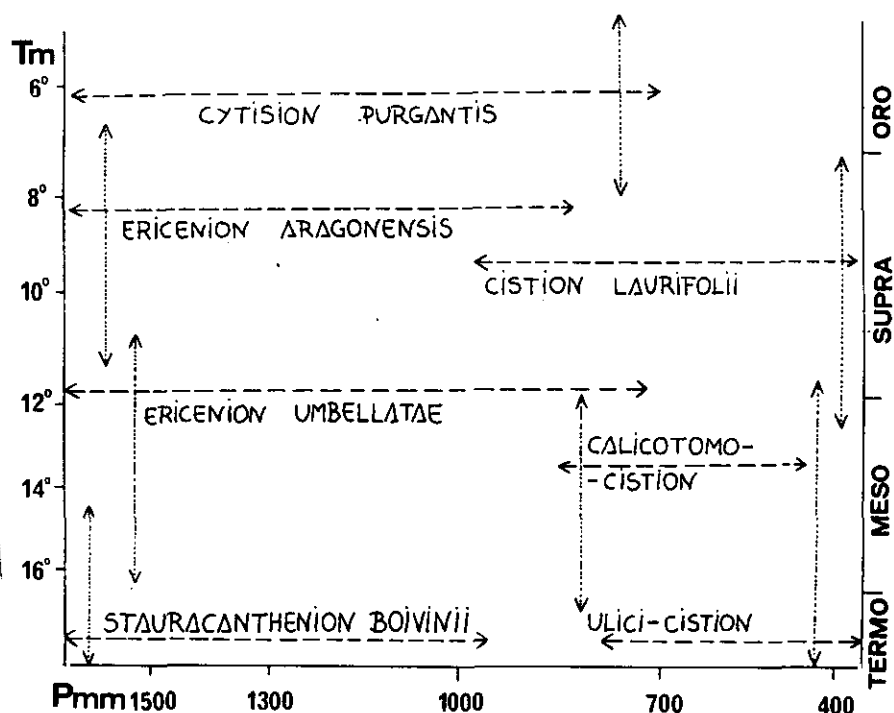 Tm
6°
8°
10°
12°
14°
16°
CYTISION PURGANTIS
ERICENION ARAGONENSIS
CISTION LAURIFOLII
ERICENION UMBELLATAE
CALICOTOMO-
-CISTION
STAURACANTHENION BOIVINII
ULICI-CISTION
Pmm 1500 1300 1000 700 400
ORO
SUPRA
MESO
TERMO